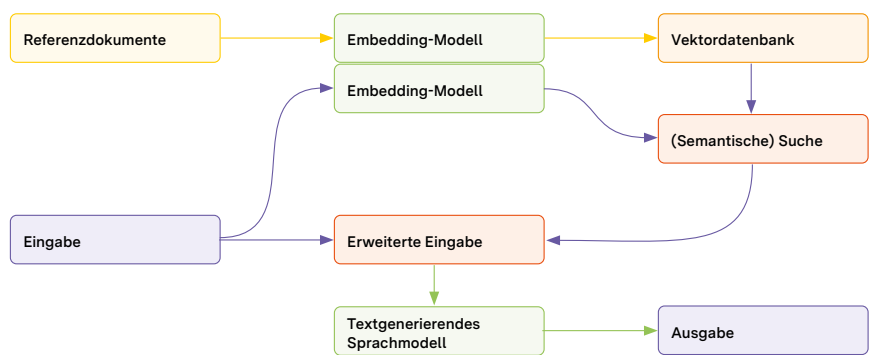 Referenzdokumente
Embedding-Modell
Vektordatenbank
Embedding-Modell
(Semantische) Suche
Eingabe
Erweiterte Eingabe
Textgenerierendes
Sprachmodell
Ausgabe